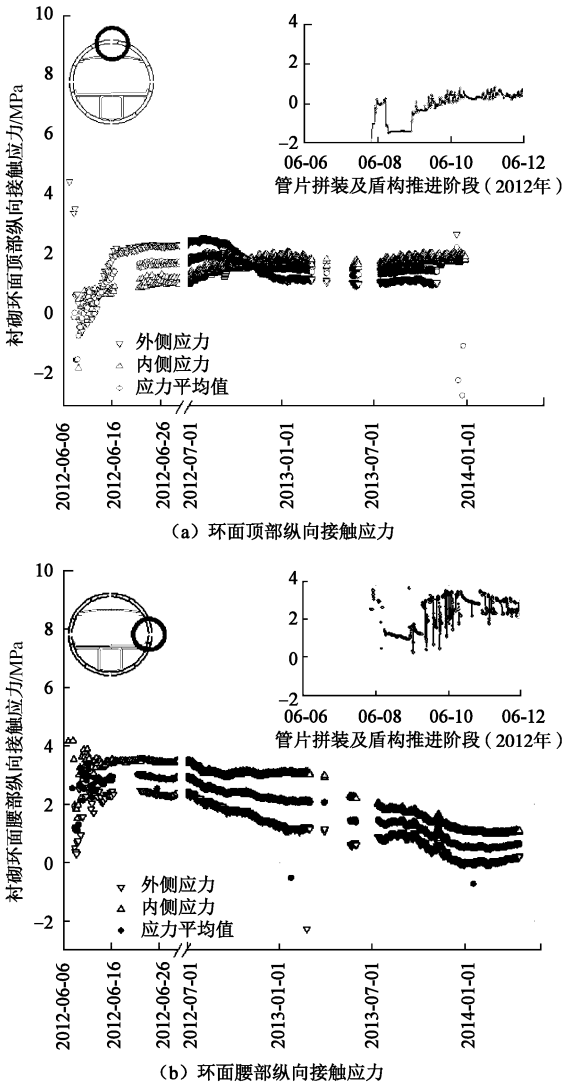 衬砌环面顶部纵向接触应力/MPa
10
8
6
4
2
0
−2
4
2
0
−2
06-06 06-08 06-10 06-12
管片拼装及盾构推进阶段(2012年)
外侧应力
内侧应力
应力平均值
2012-06-06
2012-06-16
2012-06-26
2012-07-01
2013-01-01
2013-07-01
2014-01-01
(a) 环面顶部纵向接触应力
衬砌环面腰部纵向接触应力/MPa
10
8
6
4
2
0
−2
4
2
0
−2
06-06 06-08 06-10 06-12
管片拼装及盾构推进阶段(2012年)
外侧应力
内侧应力
应力平均值
2012-06-06
2012-06-16
2012-06-26
2012-07-01
2013-01-01
2013-07-01
2014-01-01
(b) 环面腰部纵向接触应力